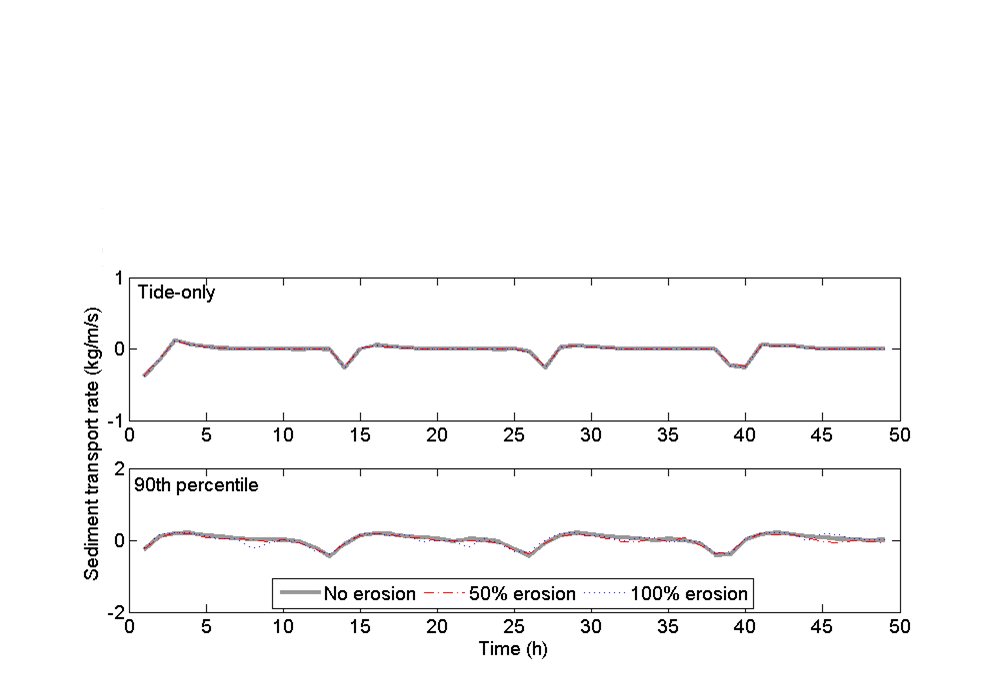 1
Tide-only
0
-1
0 5 10 15 20 25 30 35 40 45 50
Sediment transport rate (kg/m/s)
2
90th percentile
0
No erosion 50% erosion 100% erosion
-2
0 5 10 15 20 25 30 35 40 45 50
Time (h)